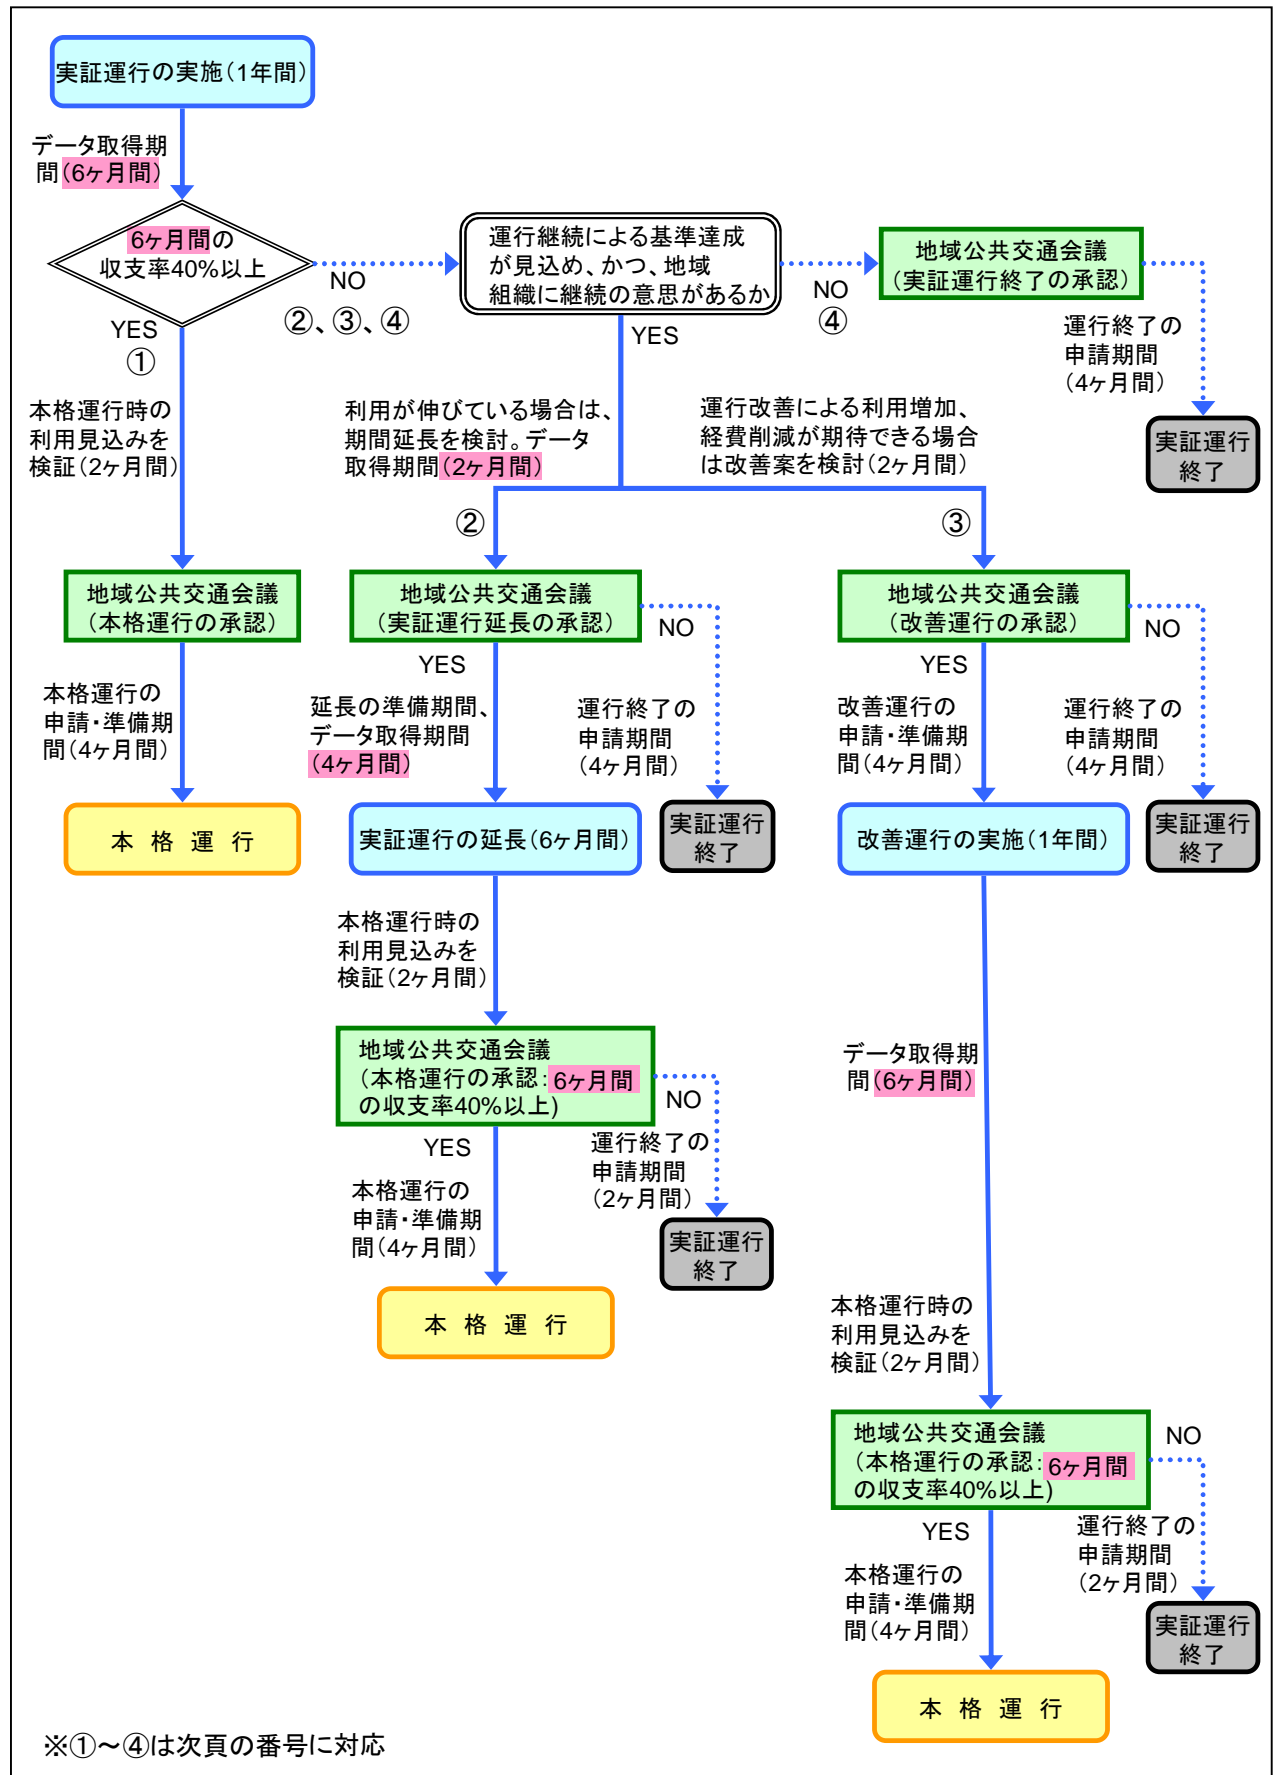 実証運行の実施(1年間)
データ取得期
間(6ヶ月間)
6ヶ月間の
収支率40%以上
NO
②、③、④
YES
①
運行継続による基準達成
が見込め、かつ、地域
組織に継続の意思があるか
NO
④
YES
地域公共交通会議
(実証運行終了の承認)
運行終了の
申請期間
(4ヶ月間)
実証運行
終了
本格運行時の
利用見込みを
検証(2ヶ月間)
利用が伸びている場合は、
期間延長を検討。データ
取得期間(2ヶ月間)
運行改善による利用増加、
経費削減が期待できる場合
は改善案を検討(2ヶ月間)
②
③
地域公共交通会議
(本格運行の承認)
本格運行の
申請・準備期
間(4ヶ月間)
本格運行
地域公共交通会議
(実証運行延長の承認)
NO
YES
延長の準備期間、
データ取得期間
(4ヶ月間)
運行終了の
申請期間
(4ヶ月間)
実証運行の延長(6ヶ月間)
実証運行
終了
地域公共交通会議
(改善運行の承認)
NO
YES
改善運行の
申請・準備期
間(4ヶ月間)
運行終了の
申請期間
(4ヶ月間)
改善運行の実施(1年間)
実証運行
終了
本格運行時の
利用見込みを
検証(2ヶ月間)
地域公共交通会議
(本格運行の承認:6ヶ月間
の収支率40%以上)
NO
YES
運行終了の
申請期間
(2ヶ月間)
本格運行の
申請・準備期
間(4ヶ月間)
実証運行
終了
本格運行
データ取得期
間(6ヶ月間)
本格運行時の
利用見込みを
検証(2ヶ月間)
地域公共交通会議
(本格運行の承認:6ヶ月間
の収支率40%以上)
NO
YES
運行終了の
申請期間
(2ヶ月間)
本格運行の
申請・準備期
間(4ヶ月間)
実証運行
終了
本格運行
※①～④は次頁の番号に対応